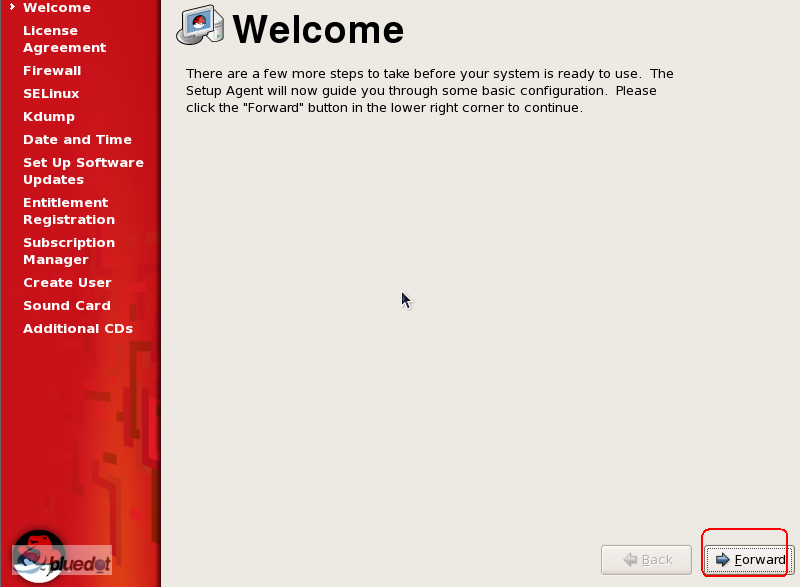 Welcome
License
Agreement
Firewall
SELinux
Kdump
Date and Time
Set Up Software
Updates
Entitlement
Registration
Subscription
Manager
Create User
Sound Card
Additional CDs
bluedot
Welcome
There are a few more steps to take before your system is ready to use.  The
Setup Agent will now guide you through some basic configuration.  Please
click the "Forward" button in the lower right corner to continue.
Back
Forward